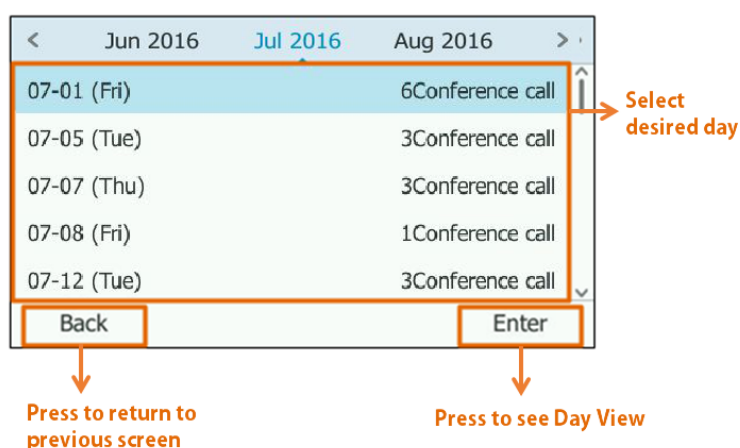 < Jun 2016 Jul 2016 Aug 2016 >
07-01 (Fri) 6Conference call
07-05 (Tue) 3Conference call
07-07 (Thu) 3Conference call
07-08 (Fri) 1Conference call
07-12 (Tue) 3Conference call
Back Enter
Select
desired day
Press to return to
previous screen
Press to see Day View